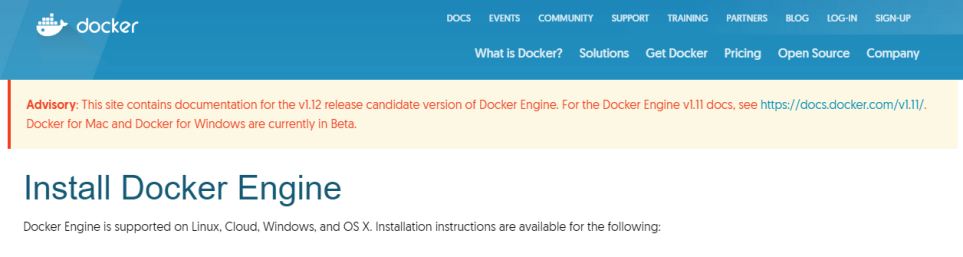 docker
DOCS EVENTS COMMUNITY SUPPORT TRAINING PARTNERS BLOG LOG-IN SIGN-UP
What is Docker? Solutions Get Docker Pricing Open Source Company
Advisory: This site contains documentation for the v1.12 release candidate version of Docker Engine. For the Docker Engine v1.11 docs, see https://docs.docker.com/v1.11/.
Docker for Mac and Docker for Windows are currently in Beta.
Install Docker Engine
Docker Engine is supported on Linux, Cloud, Windows, and OS X. Installation instructions are available for the following: